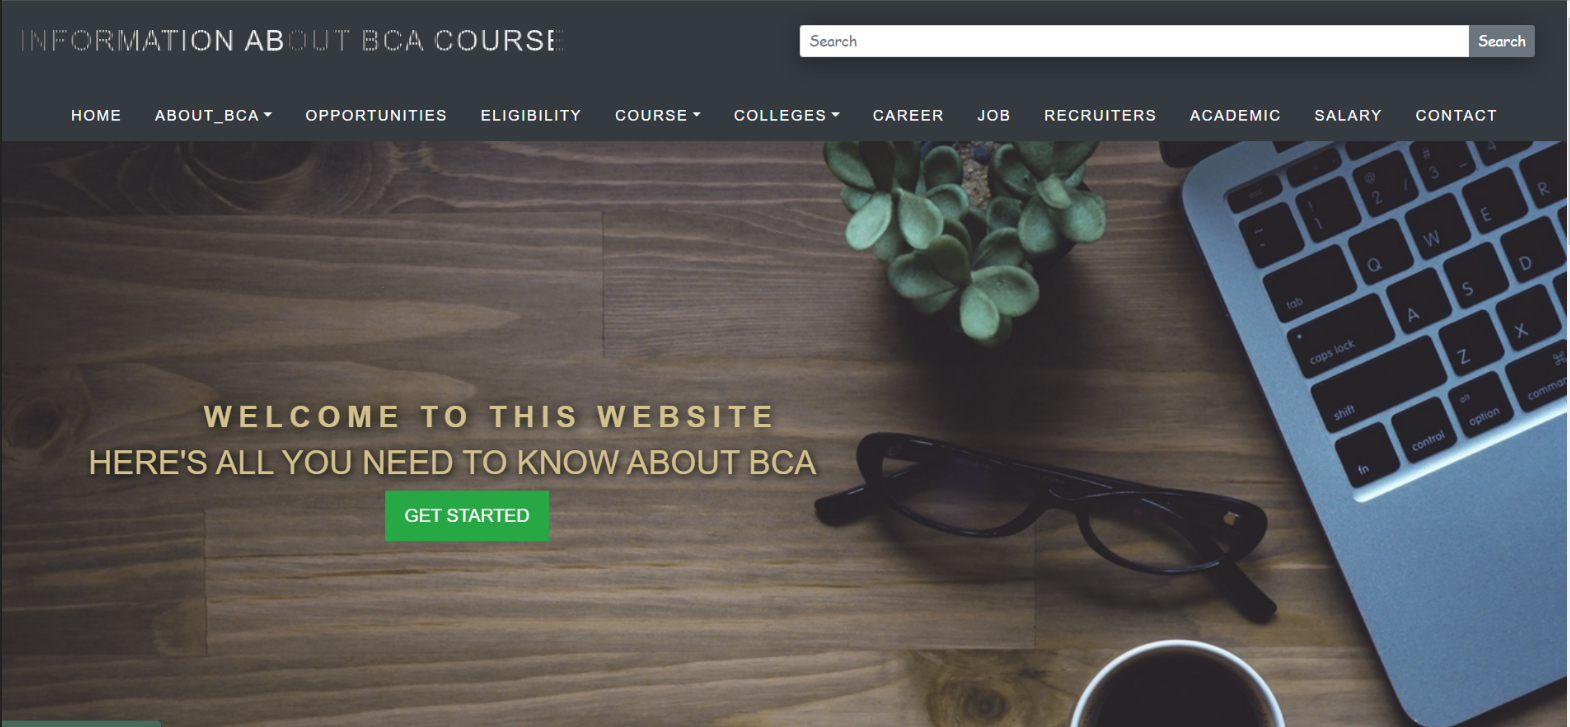 INFORMATION ABOUT BCA COURSE
Search Search
HOME ABOUT_BCA OPPORTUNITIES ELIGIBILITY COURSE COLLEGES CAREER JOB RECRUITERS ACADEMIC SALARY CONTACT
WELCOME TO THIS WEBSITE
HERE'S ALL YOU NEED TO KNOW ABOUT BCA
GET STARTED
esc
~ ! 1 @ 2 # 3 4
tab Q W E R
caps lock A S D
shift Z X
fn control alt option ⌘ comman